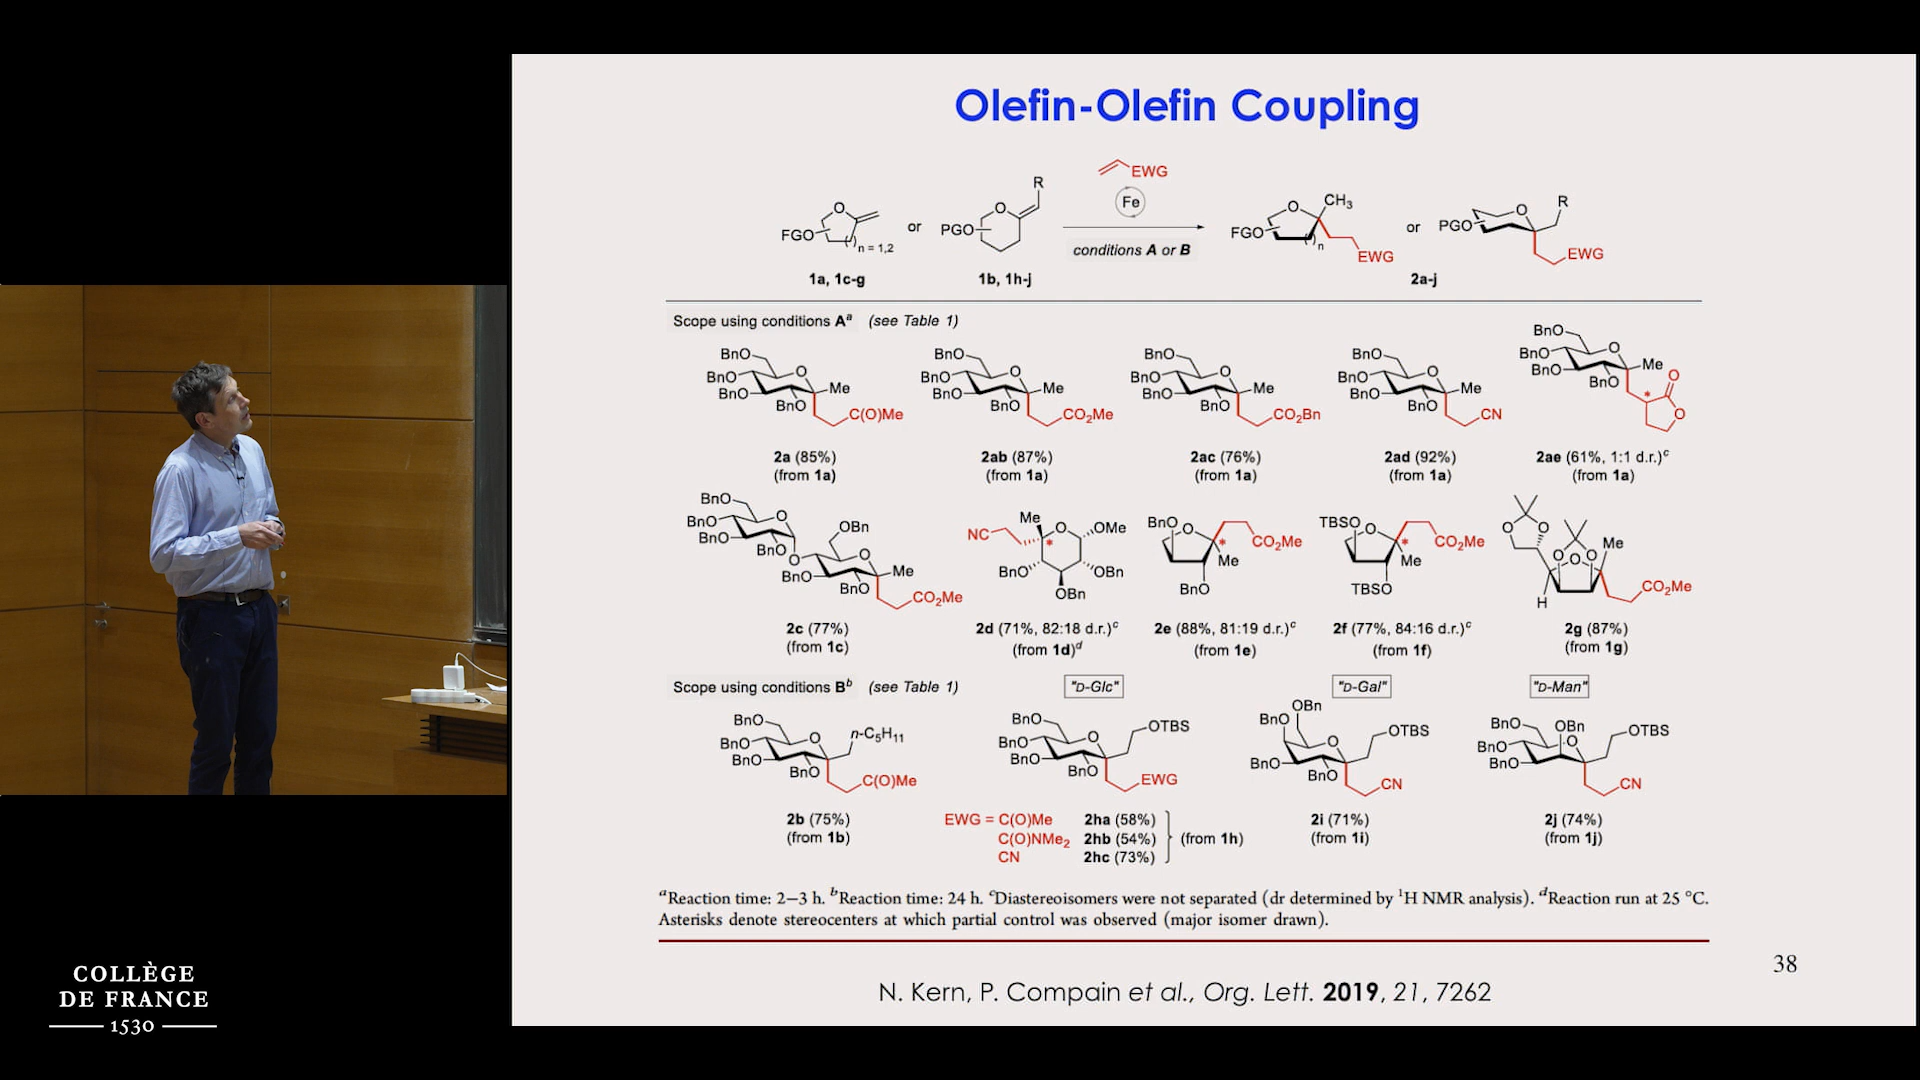 Olefin-Olefin Coupling
EWG
Fe
conditions A or B
O
FGO
( )n = 1,2
or
R
O
PGO
O
CH3
FGO
( )n
EWG
or
R
O
PGO
EWG
1a, 1c-g
1b, 1h-j
2a-j
Scope using conditions Aᵃ (see Table 1)
BnO
BnO
BnO
BnO
O
Me
C(O)Me
BnO
BnO
BnO
BnO
O
Me
CO2Me
BnO
BnO
BnO
BnO
O
Me
CO2Bn
BnO
BnO
BnO
BnO
O
Me
CN
BnO
BnO
BnO
BnO
O
Me
*
O
O
2a (85%)
(from 1a)
2ab (87%)
(from 1a)
2ac (76%)
(from 1a)
2ad (92%)
(from 1a)
2ae (61%, 1:1 d.r.)ᶜ
(from 1a)
BnO
BnO
BnO
BnO
O
O
OBn
BnO
BnO
O
Me
CO2Me
Me
NC
*
O
OMe
BnO
OBn
OBn
BnO
O
*
Me
CO2Me
BnO
TBSO
O
*
Me
CO2Me
TBSO
O
O
O
O
O
Me
H
CO2Me
2c (77%)
(from 1c)
2d (71%, 82:18 d.r.)ᶜ
(from 1d)ᵈ
2e (88%, 81:19 d.r.)ᶜ
(from 1e)
2f (77%, 84:16 d.r.)ᶜ
(from 1f)
2g (87%)
(from 1g)
Scope using conditions Bᵇ (see Table 1)
"D-Glc"
"D-Gal"
"D-Man"
BnO
BnO
BnO
BnO
O
n-C5H11
C(O)Me
BnO
BnO
BnO
BnO
O
OTBS
EWG
OBn
BnO
BnO
BnO
O
OTBS
CN
BnO
BnO
BnO
OBn
O
OTBS
CN
2b (75%)
(from 1b)
EWG = C(O)Me 2ha (58%)
C(O)NMe2 2hb (54%) (from 1h)
CN 2hc (73%)
2i (71%)
(from 1i)
2j (74%)
(from 1j)
ᵃReaction time: 2–3 h. ᵇReaction time: 24 h. ᶜDiastereoisomers were not separated (dr determined by ¹H NMR analysis). ᵈReaction run at 25 °C.
Asterisks denote stereocenters at which partial control was observed (major isomer drawn).
38
N. Kern, P. Compain et al., Org. Lett. 2019, 21, 7262
COLLÈGE
DE FRANCE
1530